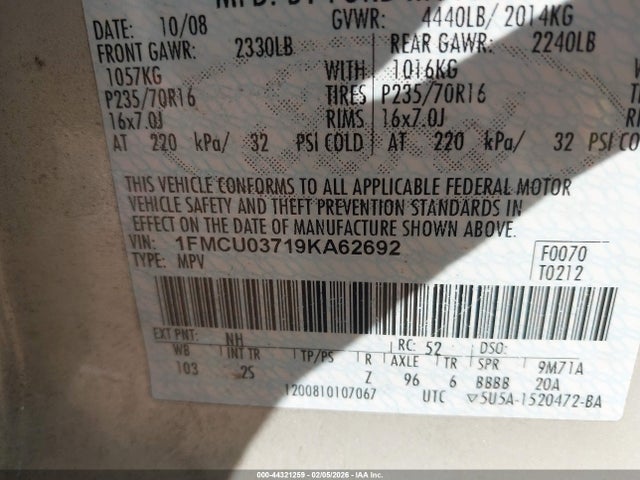 MFD. BY FORD
DATE: 10/08 GVWR: 4440LB/ 2014KG
FRONT GAWR: 2330LB REAR GAWR: 2240LB
1057KG WITH 1016KG
P235/70R16 TIRES P235/70R16
16x7.0J RIMS 16x7.0J
AT 220 kPa/ 32 PSI COLD AT 220 kPa/ 32 PSI COL
THIS VEHICLE CONFORMS TO ALL APPLICABLE FEDERAL MOTOR
VEHICLE SAFETY AND THEFT PREVENTION STANDARDS IN
EFFECT ON THE DATE OF MANUFACTURE SHOWN ABOVE.
VIN: 1FMCU03719KA62692
TYPE: MPV
F0070
T0212
EXT PNT: NH RC: 52 DSO:
WB INT TR TP/PS R AXLE TR SPR 9M71A
103 2S Z 96 6 BBBB 20A
1200810107067 UTC ▽5U5A-1520472-BA
000-44321259 - 02/05/2026 - IAA Inc.